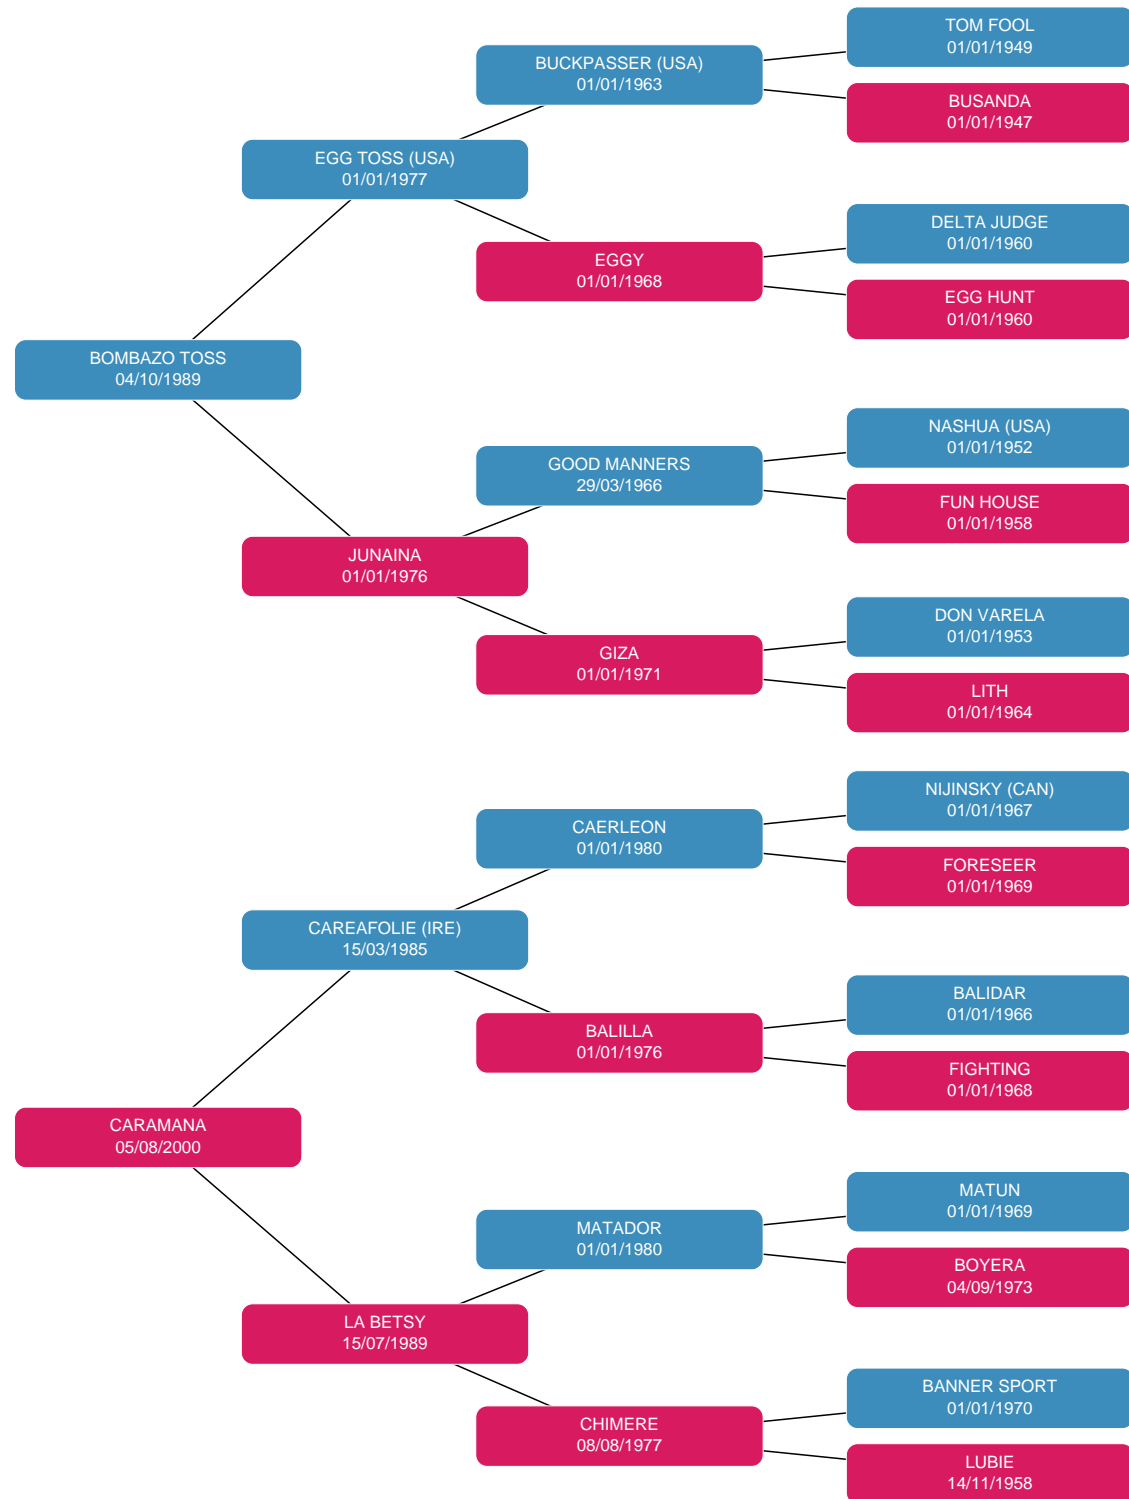 TOM FOOL
01/01/1949
BUCKPASSER (USA)
01/01/1963
BUSANDA
01/01/1947
EGG TOSS (USA)
01/01/1977
DELTA JUDGE
01/01/1960
EGGY
01/01/1968
EGG HUNT
01/01/1960
BOMBAZO TOSS
04/10/1989
NASHUA (USA)
01/01/1952
GOOD MANNERS
29/03/1966
FUN HOUSE
01/01/1958
JUNAINA
01/01/1976
DON VARELA
01/01/1953
GIZA
01/01/1971
LITH
01/01/1964
NIJINSKY (CAN)
01/01/1967
CAERLEON
01/01/1980
FORESEER
01/01/1969
CAREAFOLIE (IRE)
15/03/1985
BALIDAR
01/01/1966
BALILLA
01/01/1976
FIGHTING
01/01/1968
CARAMANA
05/08/2000
MATUN
01/01/1969
MATADOR
01/01/1980
BOYERA
04/09/1973
LA BETSY
15/07/1989
BANNER SPORT
01/01/1970
CHIMERE
08/08/1977
LUBIE
14/11/1958